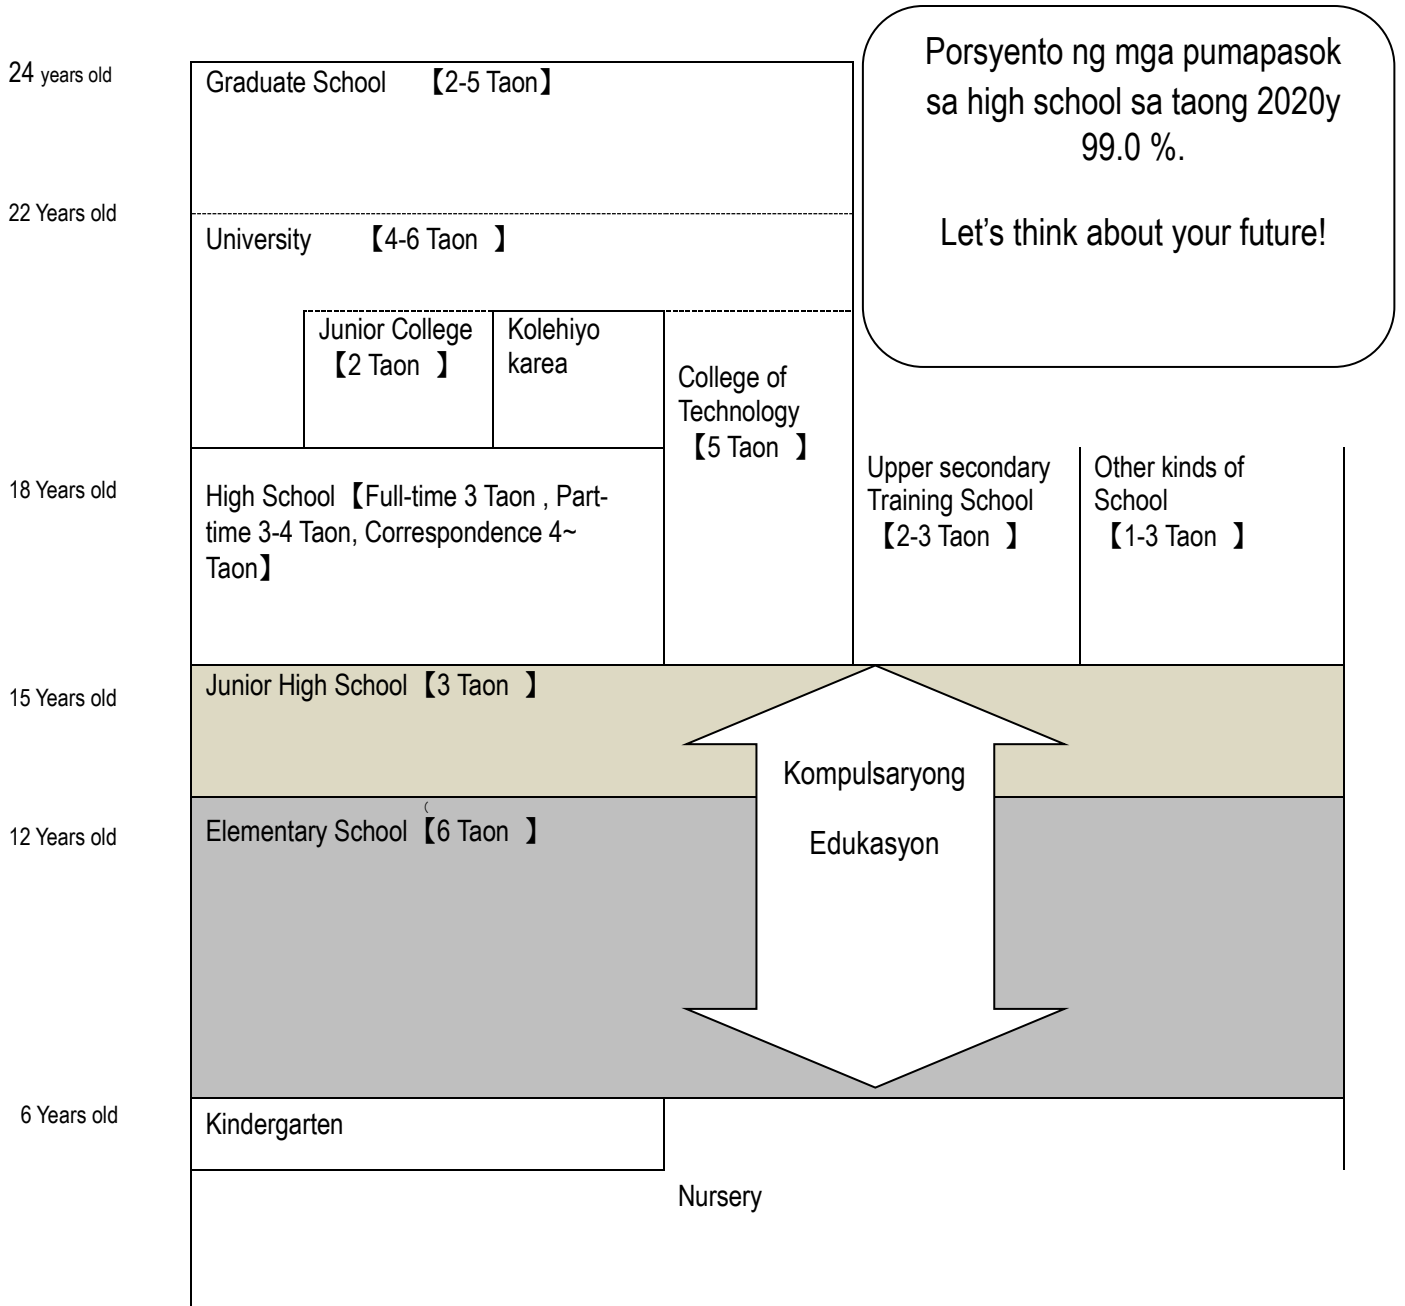 24 years old
Graduate School 【2-5 Taon】
Porsyento ng mga pumapasok
sa high school sa taong 2020y
99.0 %.
Let's think about your future!
22 Years old
University 【4-6 Taon 】
Junior College
【2 Taon 】
Kolehiyo
karea
College of
Technology
【5 Taon 】
18 Years old
High School【Full-time 3 Taon , Part-
time 3-4 Taon, Correspondence 4~
Taon】
Upper secondary
Training School
【2-3 Taon 】
Other kinds of
School
【1-3 Taon 】
15 Years old
Junior High School【3 Taon 】
Kompulsaryong
Edukasyon
12 Years old
(
Elementary School【6 Taon 】
6 Years old
Kindergarten
Nursery